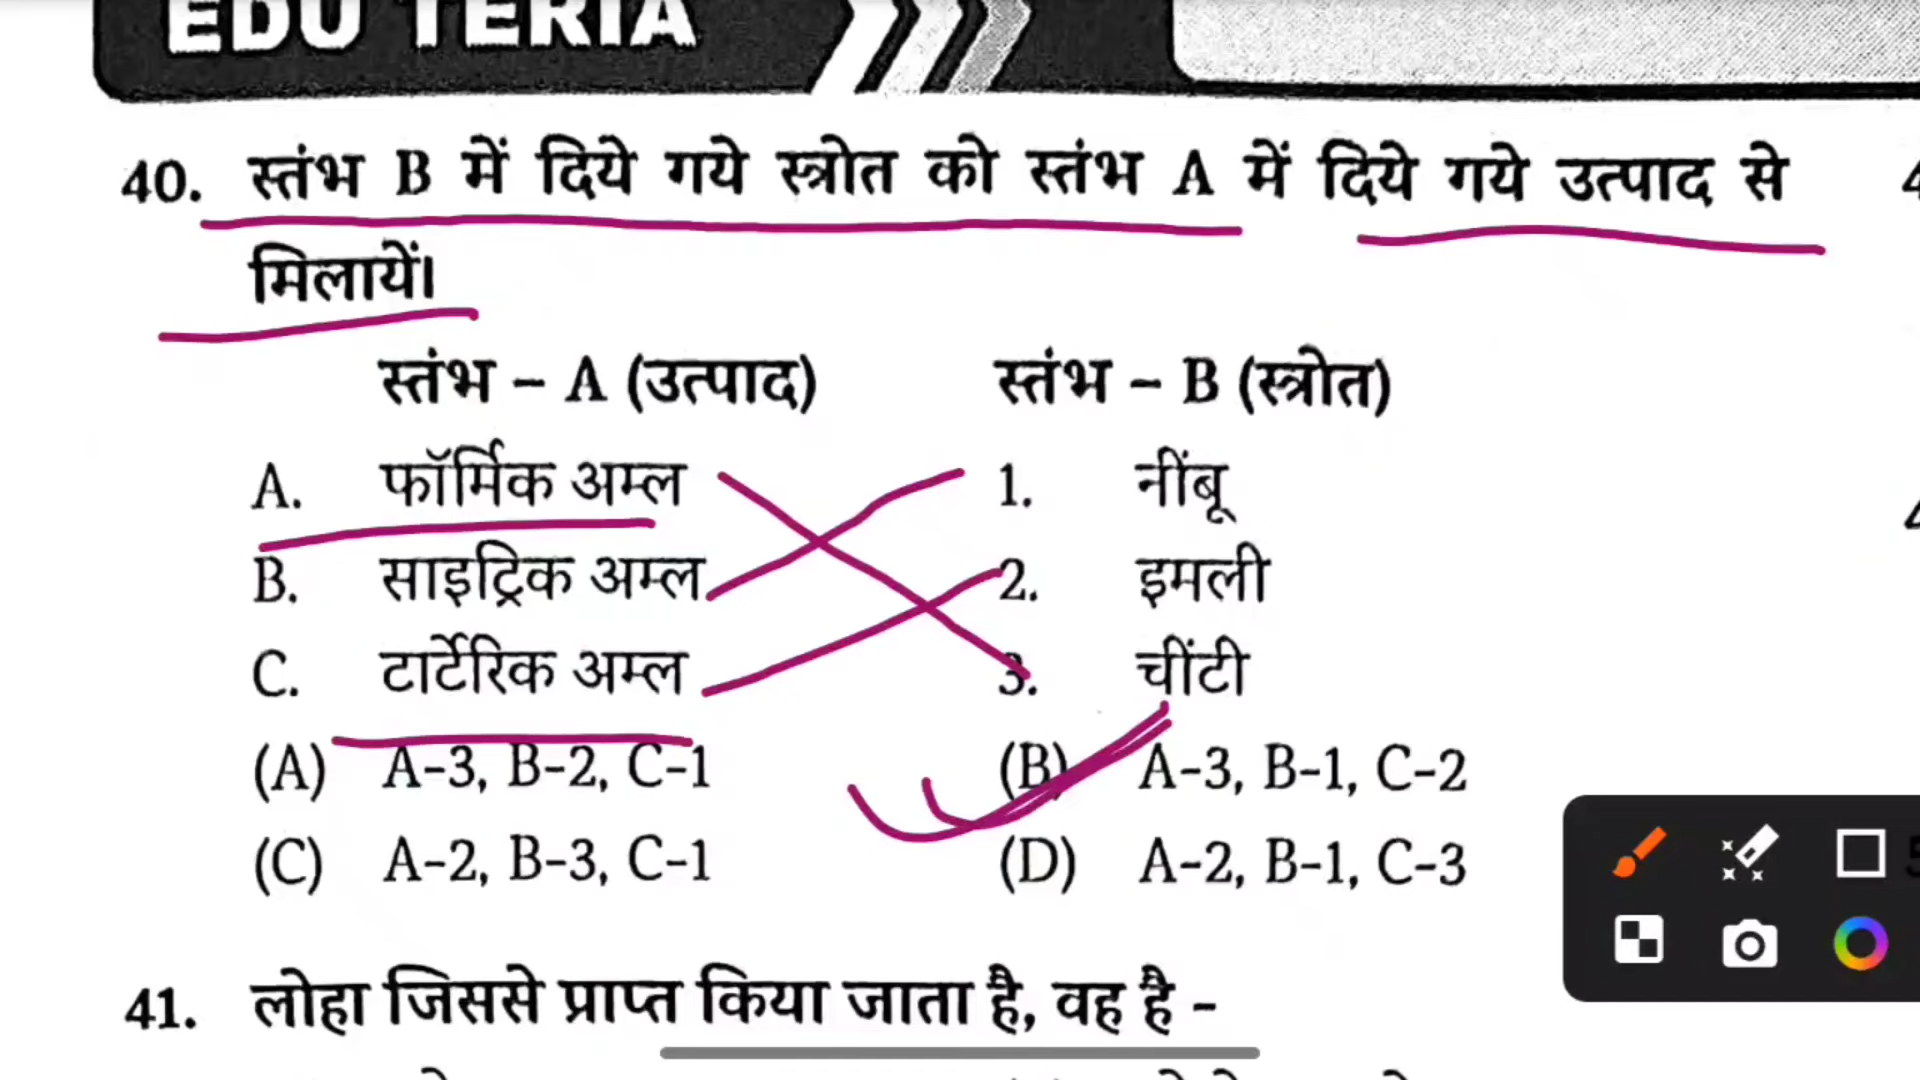 EDU TERIA
40. स्तंभ B में दिये गये स्त्रोत को स्तंभ A में दिये गये उत्पाद से
मिलायें।
स्तंभ – A (उत्पाद) स्तंभ – B (स्त्रोत)
A. फॉर्मिक अम्ल 1. नींबू
B. साइट्रिक अम्ल 2. इमली
C. टार्टेरिक अम्ल 3. चींटी
(A) A-3, B-2, C-1 (B) A-3, B-1, C-2
(C) A-2, B-3, C-1 (D) A-2, B-1, C-3
41. लोहा जिससे प्राप्त किया जाता है, वह है -